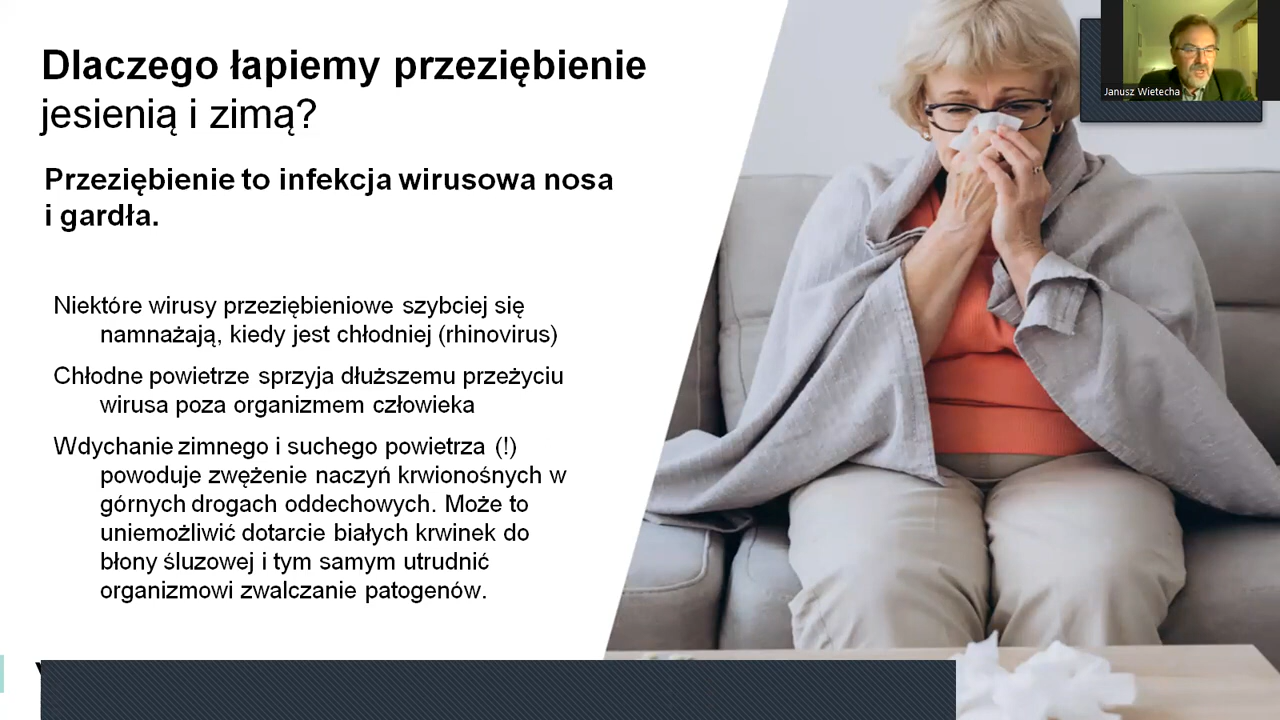 Dlaczego łapiemy przeziębienie
jesienią i zimą?
Przeziębienie to infekcja wirusowa nosa
i gardła.
Niektóre wirusy przeziębieniowe szybciej się
namnażają, kiedy jest chłodniej (rhinovirus)
Chłodne powietrze sprzyja dłuższemu przeżyciu
wirusa poza organizmem człowieka
Wdychanie zimnego i suchego powietrza (!)
powoduje zwężenie naczyń krwionośnych w
górnych drogach oddechowych. Może to
uniemożliwić dotarcie białych krwinek do
błony śluzowej i tym samym utrudnić
organizmowi zwalczanie patogenów.
Janusz Wietecha